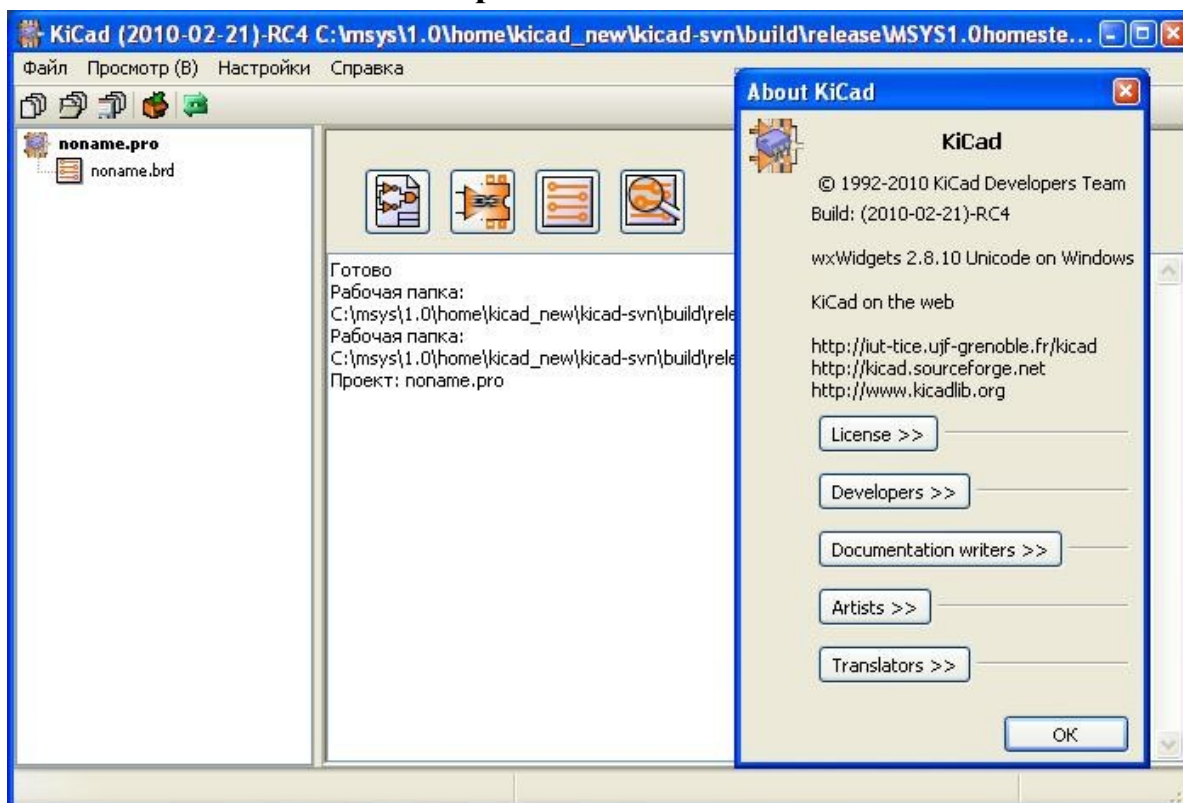 KiCad (2010-02-21)-RC4 C:\msys\1.0\home\kicad_new\kicad-svn\build\release\MSYS1.0homeste...
Файл Просмотр (В) Настройки Справка
noname.pro
noname.brd
Готово
Рабочая папка:
C:\msys\1.0\home\kicad_new\kicad-svn\build\rele
Рабочая папка:
C:\msys\1.0\home\kicad_new\kicad-svn\build\rele
Проект: noname.pro
About KiCad
KiCad
© 1992-2010 KiCad Developers Team
Build: (2010-02-21)-RC4
wxWidgets 2.8.10 Unicode on Windows
KiCad on the web
http://iut-tice.ujf-grenoble.fr/kicad
http://kicad.sourceforge.net
http://www.kicadlib.org
License >>
Developers >>
Documentation writers >>
Artists >>
Translators >>
OK